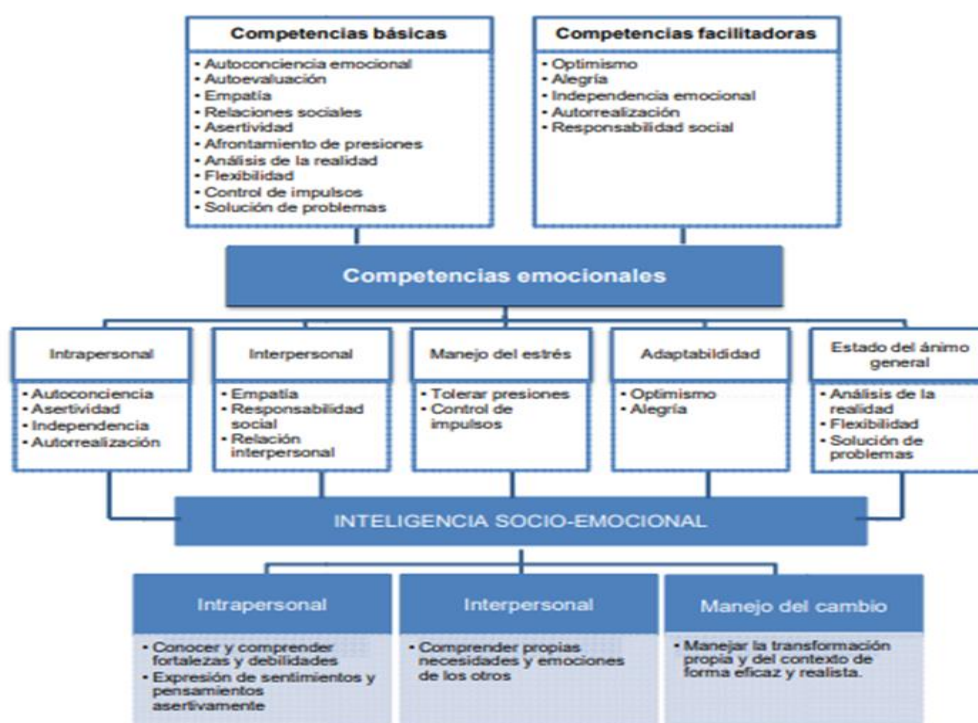 Competencias básicas
• Autoconciencia emocional
• Autoevaluación
• Empatía
• Relaciones sociales
• Asertividad
• Afrontamiento de presiones
• Análisis de la realidad
• Flexibilidad
• Control de impulsos
• Solución de problemas
Competencias facilitadoras
• Optimismo
• Alegría
• Independencia emocional
• Autorrealización
• Responsabilidad social
Competencias emocionales
Intrapersonal
• Autoconciencia
• Asertividad
• Independencia
• Autorrealización
Interpersonal
• Empatía
• Responsabilidad
social
• Relación
interpersonal
Manejo del estrés
• Tolerar presiones
• Control de
impulsos
Adaptabildidad
• Optimismo
• Alegría
Estado del ánimo
general
• Análisis de la
realidad
• Flexibilidad
• Solución de
problemas
INTELIGENCIA SOCIO-EMOCIONAL
Intrapersonal
• Conocer y comprender
fortalezas y debilidades
• Expresión de sentimientos y
pensamientos
asertivamente
Interpersonal
• Comprender propias
necesidades y emociones
de los otros
Manejo del cambio
• Manejar la transformación
propia y del contexto de
forma eficaz y realista.